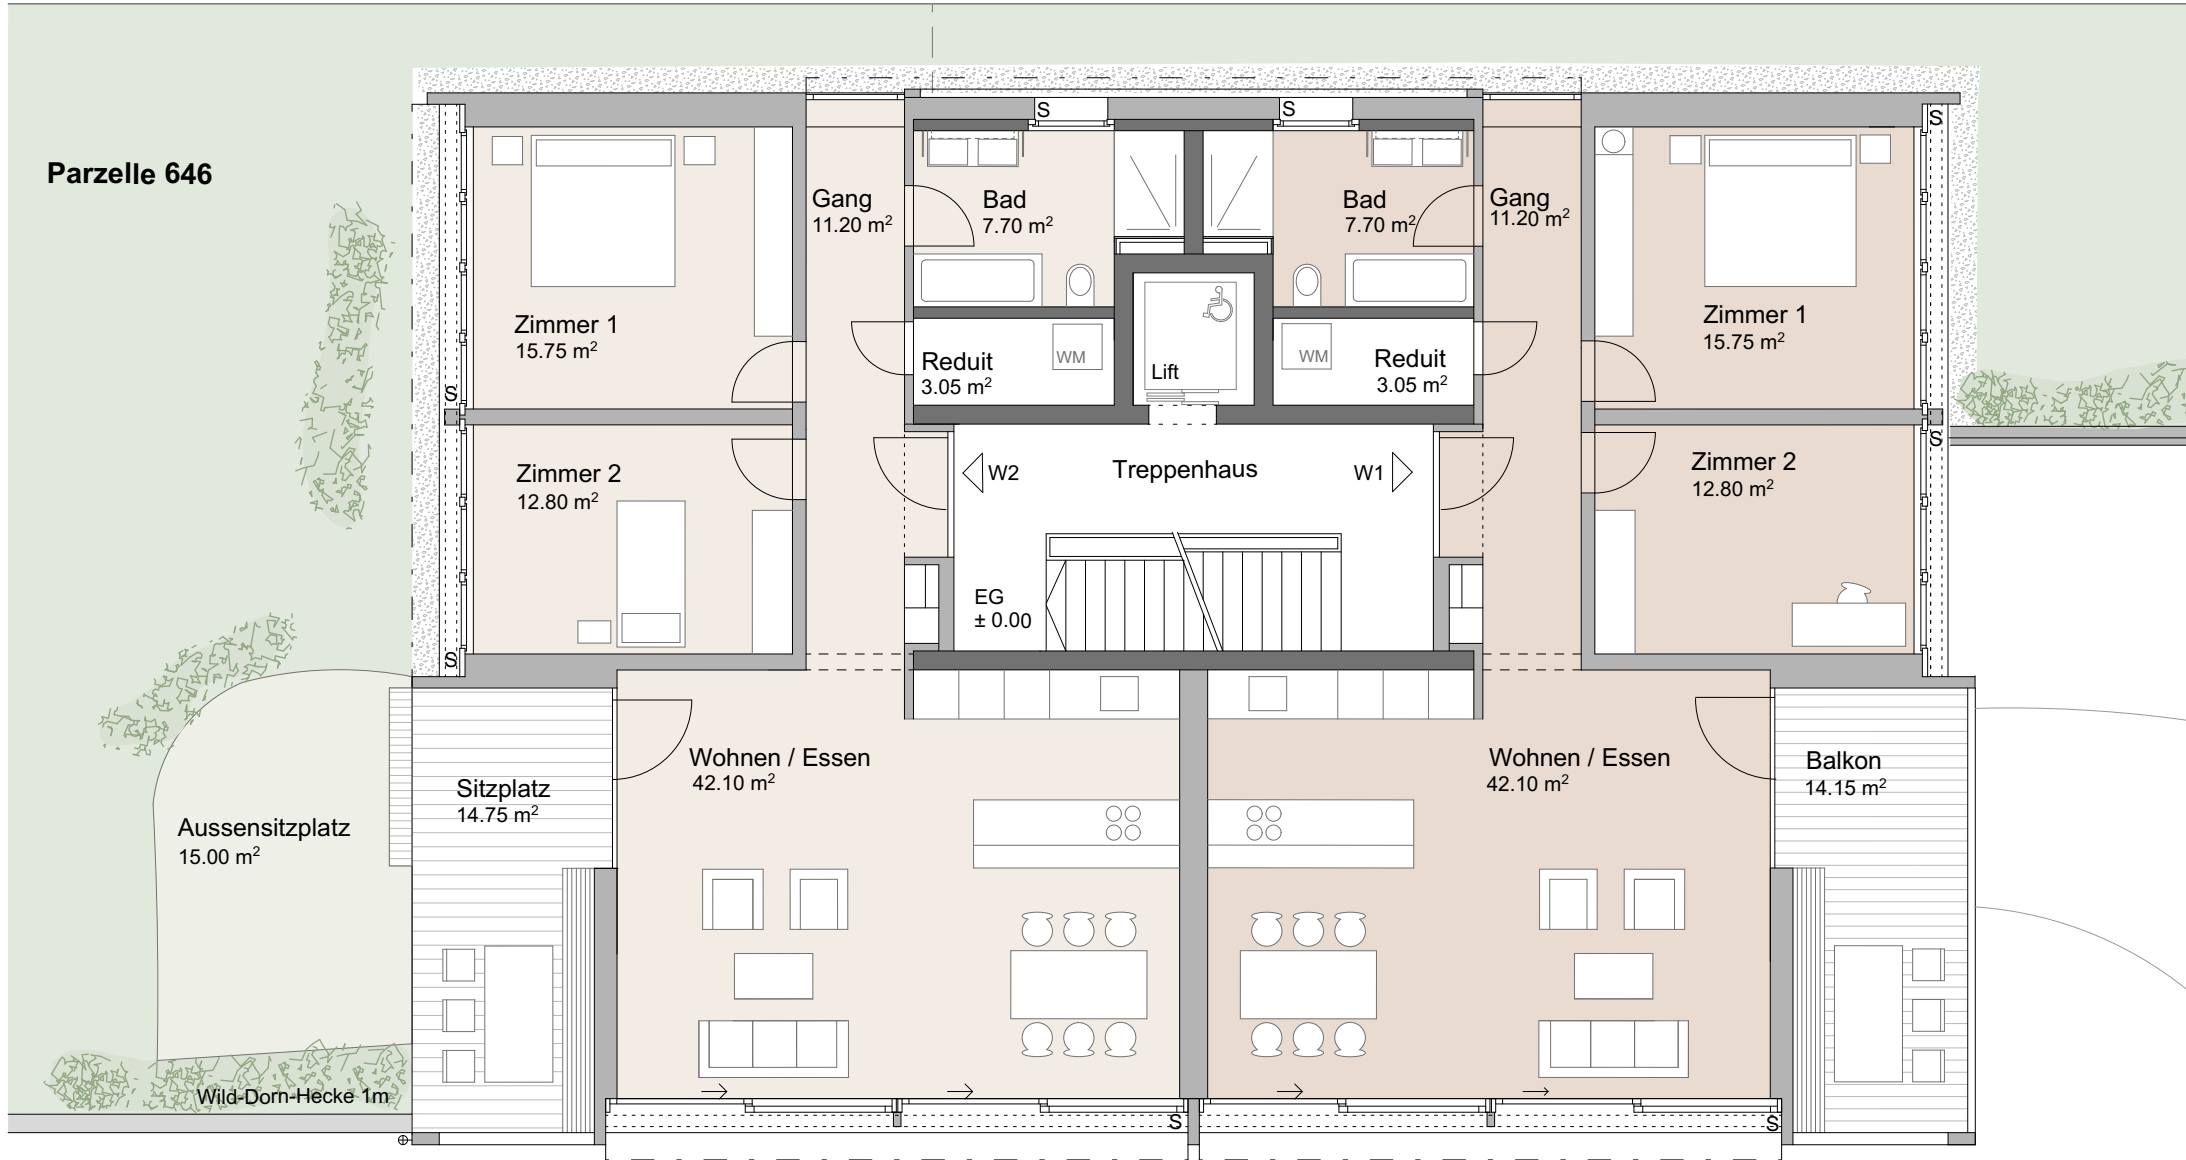 S
S
S
Parzelle 646
Gang
11.20 m²
Bad
7.70 m²
Bad
7.70 m²
Gang
11.20 m²
Zimmer 1
15.75 m²
Zimmer 1
15.75 m²
Reduit
3.05 m²
WM
Lift
WM
Reduit
3.05 m²
S
S
Zimmer 2
12.80 m²
W2
Treppenhaus
W1
Zimmer 2
12.80 m²
EG
± 0.00
S
Wohnen / Essen
42.10 m²
Wohnen / Essen
42.10 m²
Balkon
14.15 m²
Sitzplatz
14.75 m²
Aussensitzplatz
15.00 m²
Wild-Dorn-Hecke 1m
S
S